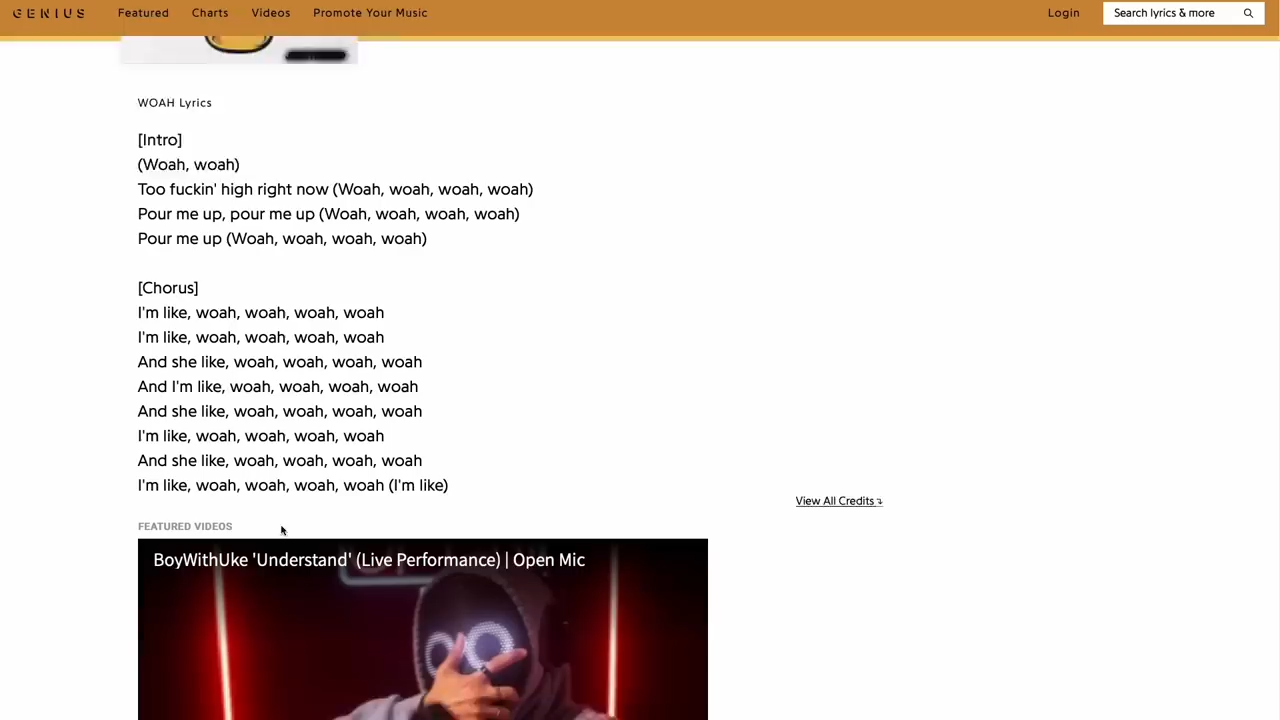 GENIUS Featured Charts Videos Promote Your Music Login Search lyrics & more
WOAH Lyrics
[Intro]
(Woah, woah)
Too fuckin' high right now (Woah, woah, woah, woah)
Pour me up, pour me up (Woah, woah, woah, woah)
Pour me up (Woah, woah, woah, woah)
[Chorus]
I'm like, woah, woah, woah, woah
I'm like, woah, woah, woah, woah
And she like, woah, woah, woah, woah
And I'm like, woah, woah, woah, woah
And she like, woah, woah, woah, woah
I'm like, woah, woah, woah, woah
And she like, woah, woah, woah, woah
I'm like, woah, woah, woah, woah (I'm like)
View All Credits
FEATURED VIDEOS
BoyWithUke 'Understand' (Live Performance) | Open Mic